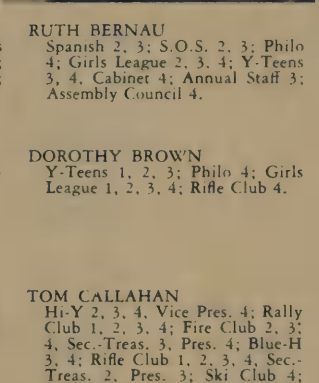 RUTH BERNAU
Spanish 2, 3; S.O.S. 2, 3; Philo
4; Girls League 2, 3, 4; Y-Teens
3, 4, Cabinet 4; Annual Staff 3;
Assembly Council 4.
DOROTHY BROWN
Y-Teens 1, 2, 3; Philo 4; Girls
League 1, 2, 3, 4; Rifle Club 4.
TOM CALLAHAN
Hi-Y 2, 3, 4, Vice Pres. 4; Rally
Club 1, 2, 3, 4; Fire Club 2, 3;
4, Sec.-Treas. 3, Pres. 4; Blue-H
3, 4; Rifle Club 1, 2, 3, 4, Sec.-
Treas. 2, Pres. 3; Ski Club 4;